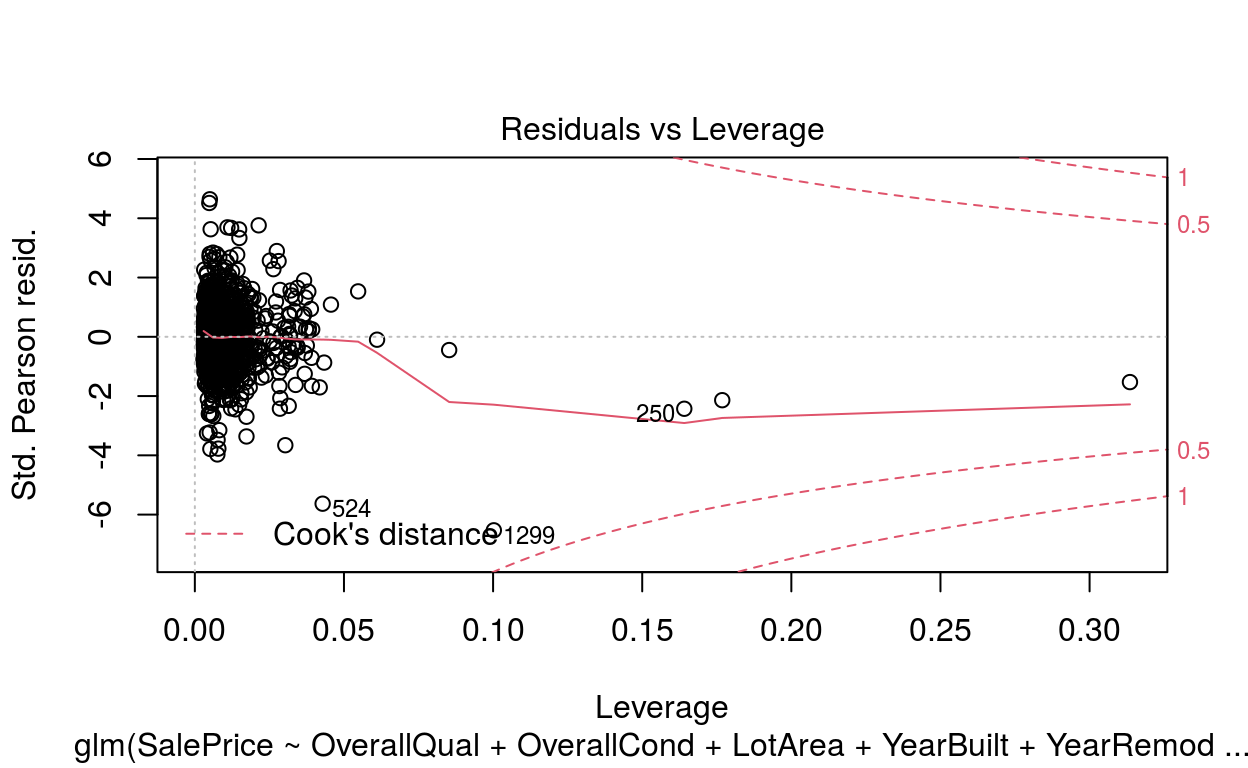 Residuals vs Leverage
Std. Pearson resid.
6
4
2
0
-2
-4
-6
1
0.5
0.5
1
250
524
1299
Cook's distance
0.00 0.05 0.10 0.15 0.20 0.25 0.30
Leverage
glm(SalePrice ~ OverallQual + OverallCond + LotArea + YearBuilt + YearRemod ...